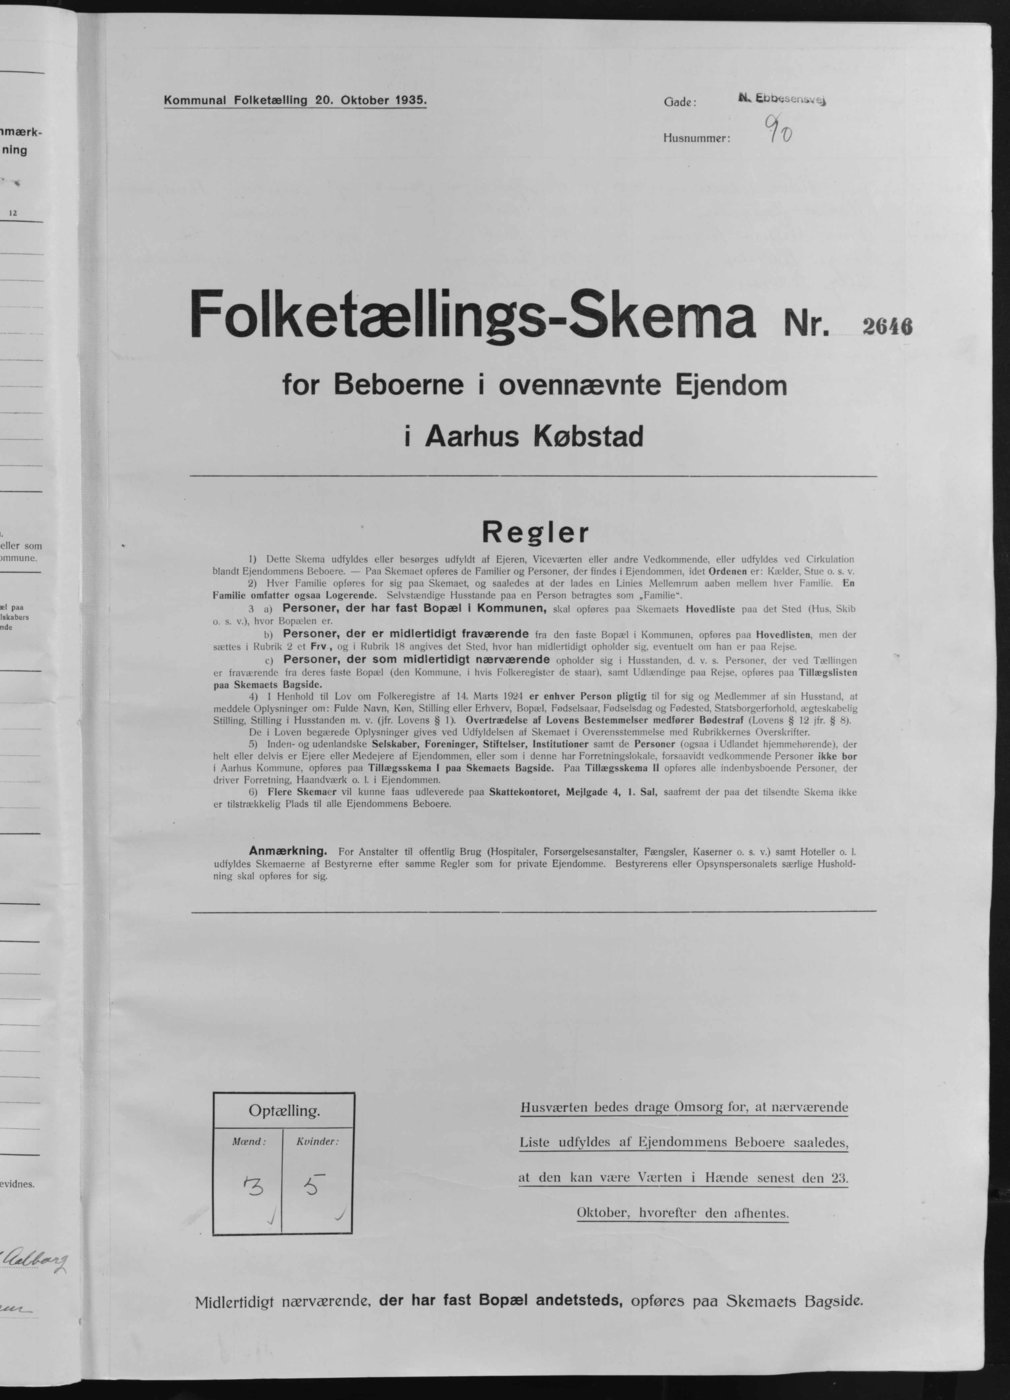 nmærk-
ning
12
eller som
ommune.
æl paa
lskabers
nde
evidnes.
Aalborg
Kommunal Folketælling 20. Oktober 1935.
Gade: N. Ebbesensvej
Husnummer: 90
Folketællings-Skema Nr. 2646
for Beboerne i ovennævnte Ejendom
i Aarhus Købstad
Regler
1) Dette Skema udfyldes eller besørges udfyldt af Ejeren, Viceværten eller andre Vedkommende, eller udfyldes ved Cirkulation
blandt Ejendommens Beboere. — Paa Skemaet opføres de Familier og Personer, der findes i Ejendommen, idet Ordenen er: Kælder, Stue o. s. v.
2) Hver Familie opføres for sig paa Skemaet, og saaledes at der lades en Linies Mellemrum aaben mellem hver Familie. En
Familie omfatter ogsaa Logerende. Selvstændige Husstande paa en Person betragtes som „Familie“.
3 a) Personer, der har fast Bopæl i Kommunen, skal opføres paa Skemaets Hovedliste paa det Sted (Hus, Skib
o. s. v.), hvor Bopælen er.
b) Personer, der er midlertidigt fraværende fra den faste Bopæl i Kommunen, opføres paa Hovedlisten, men der
sættes i Rubrik 2 et Frv., og i Rubrik 18 angives det Sted, hvor han midlertidigt opholder sig, eventuelt om han er paa Rejse.
c) Personer, der som midlertidigt nærværende opholder sig i Husstanden, d. v. s. Personer, der ved Tællingen
er fraværende fra deres faste Bopæl (den Kommune, i hvis Folkeregister de staar), samt Udlændinge paa Rejse, opføres paa Tillægslisten
paa Skemaets Bagside.
4) I Henhold til Lov om Folkeregistre af 14. Marts 1924 er enhver Person pligtig til for sig og Medlemmer af sin Husstand, at
meddele Oplysninger om: Fulde Navn, Køn, Stilling eller Erhverv, Bopæl, Fødselsaar, Fødselsdag og Fødested, Statsborgerforhold, ægteskabelig
Stilling, Stilling i Husstanden m. v. (jfr. Lovens § 1). Overtrædelse af Lovens Bestemmelser medfører Bødestraf (Lovens § 12 jfr. § 8).
De i Loven begærede Oplysninger gives ved Udfyldelsen af Skemaet i Overensstemmelse med Rubrikkernes Overskrifter.
5) Inden- og udenlandske Selskaber, Foreninger, Stiftelser, Institutioner samt de Personer (ogsaa i Udlandet hjemmehørende), der
helt eller delvis er Ejere eller Medejere af Ejendommen, eller som i denne har Forretningslokale, forsaavidt vedkommende Personer ikke bor
i Aarhus Kommune, opføres paa Tillægsskema I paa Skemaets Bagside. Paa Tillægsskema II opføres alle indenbysboende Personer, der
driver Forretning, Haandværk o. l. i Ejendommen.
6) Flere Skemaer vil kunne faas udleverede paa Skattekontoret, Mejlgade 4, 1. Sal, saafremt der paa det tilsendte Skema ikke
er tilstrækkelig Plads til alle Ejendommens Beboere.
Anmærkning. For Anstalter til offentlig Brug (Hospitaler, Forsørgelsesanstalter, Fængsler, Kaserner o. s. v.) samt Hoteller o. l.
udfyldes Skemaerne af Bestyrerne efter samme Regler som for private Ejendomme. Bestyrerens eller Opsynspersonalets særlige Hushold-
ning skal opføres for sig.
Optælling.
Mænd: Kvinder:
3 5
Husværten bedes drage Omsorg for, at nærværende
Liste udfyldes af Ejendommens Beboere saaledes,
at den kan være Værten i Hænde senest den 23.
Oktober, hvorefter den afhentes.
Midlertidigt nærværende, der har fast Bopæl andetsteds, opføres paa Skemaets Bagside.